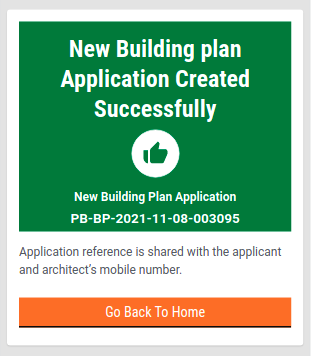 New Building plan
Application Created
Successfully
New Building Plan Application
PB-BP-2021-11-08-003095
Application reference is shared with the applicant
and architect's mobile number.
Go Back To Home